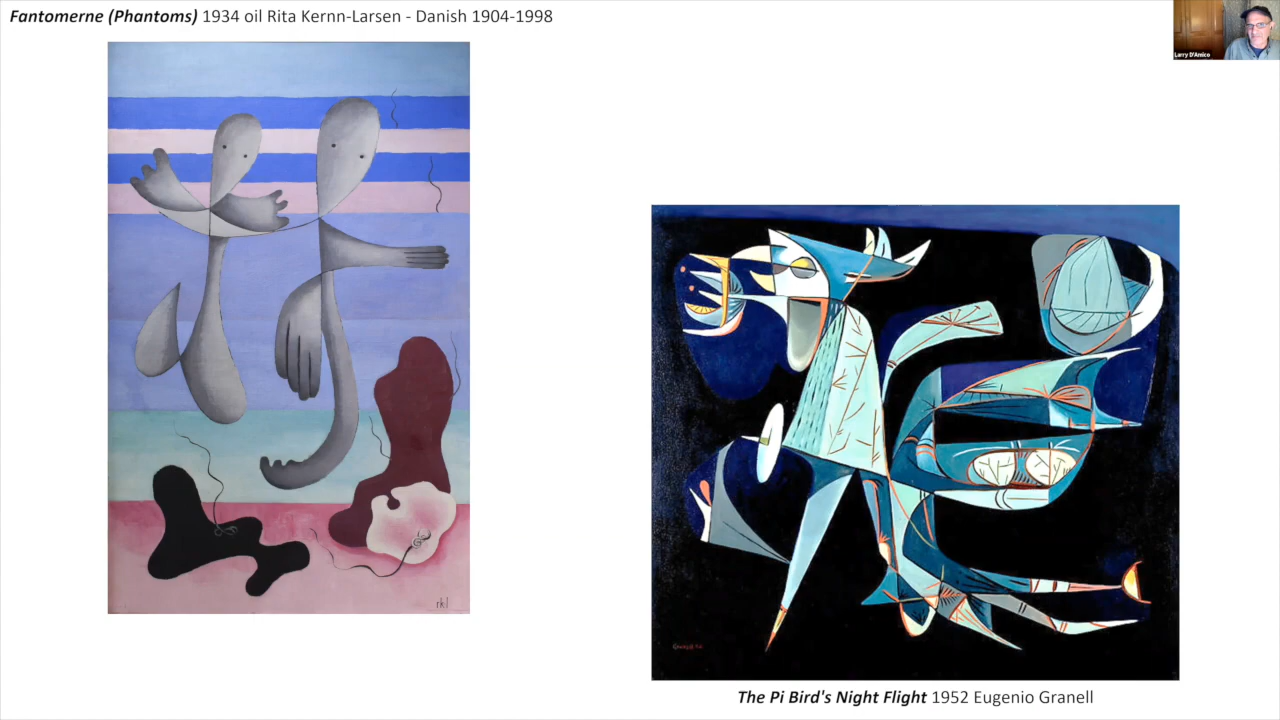 Fantomerne (Phantoms) 1934 oil Rita Kernn-Larsen - Danish 1904-1998
Larry D'Amico
rkl
The Pi Bird's Night Flight 1952 Eugenio Granell